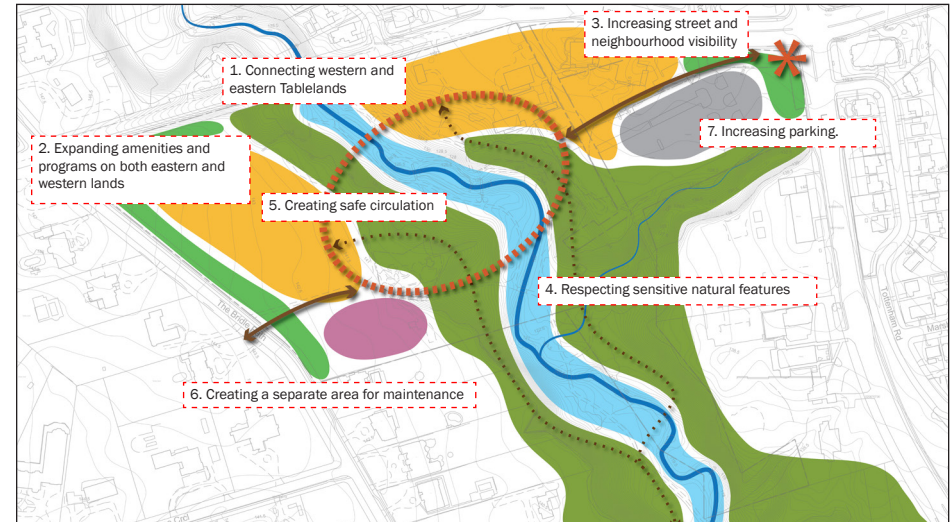 3. Increasing street and
neighbourhood visibility
1. Connecting western and
eastern Tablelands
7. Increasing parking.
2. Expanding amenities and
programs on both eastern and
western lands
5. Creating safe circulation
4. Respecting sensitive natural features
The Bridle
Tottenham Rd
6. Creating a separate area for maintenance